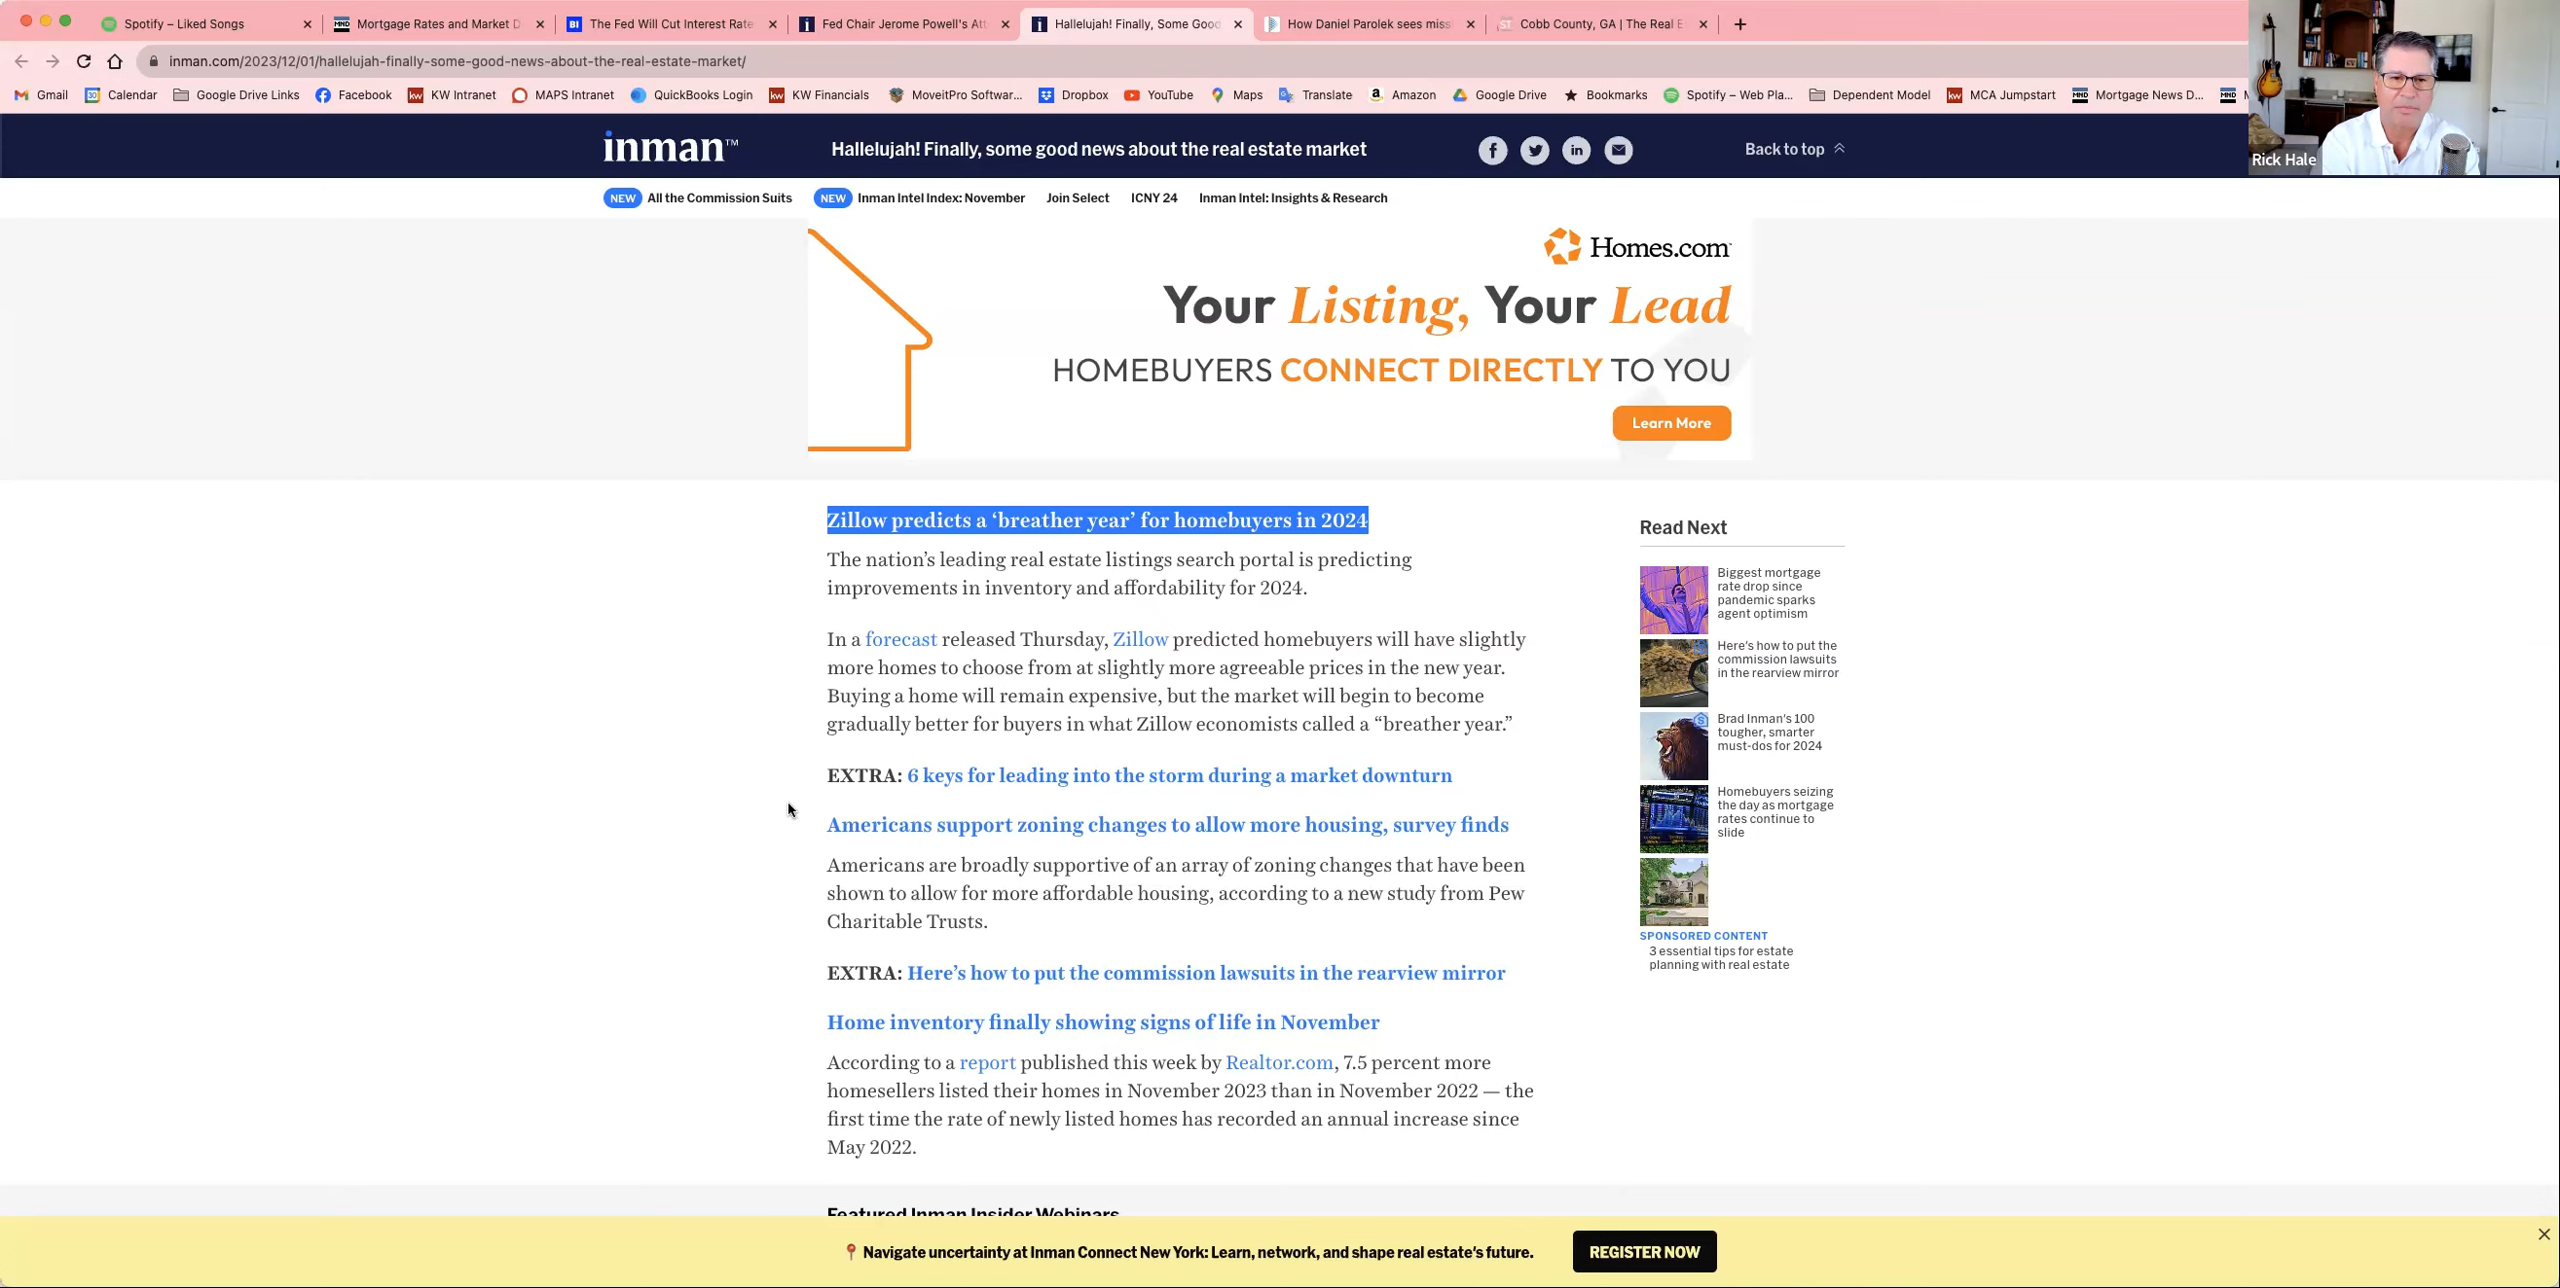 Spotify – Liked Songs
Mortgage Rates and Market D
The Fed Will Cut Interest Rate
Fed Chair Jerome Powell's Att
Hallelujah! Finally, Some Good
How Daniel Parolek sees miss
Cobb County, GA | The Real E
inman.com/2023/12/01/hallelujah-finally-some-good-news-about-the-real-estate-market/
Gmail Calendar Google Drive Links Facebook KW Intranet MAPS Intranet QuickBooks Login KW Financials MoveitPro Softwar... Dropbox YouTube Maps Translate Amazon Google Drive Bookmarks Spotify – Web Pla... Dependent Model MCA Jumpstart Mortgage News D...
Rick Hale
inman™
Hallelujah! Finally, some good news about the real estate market
Back to top
NEW All the Commission Suits NEW Inman Intel Index: November Join Select ICNY 24 Inman Intel: Insights & Research
Homes.com
Your Listing, Your Lead
HOMEBUYERS CONNECT DIRECTLY TO YOU
Learn More
Zillow predicts a ‘breather year’ for homebuyers in 2024
The nation’s leading real estate listings search portal is predicting
improvements in inventory and affordability for 2024.
In a forecast released Thursday, Zillow predicted homebuyers will have slightly
more homes to choose from at slightly more agreeable prices in the new year.
Buying a home will remain expensive, but the market will begin to become
gradually better for buyers in what Zillow economists called a “breather year.”
EXTRA: 6 keys for leading into the storm during a market downturn
Americans support zoning changes to allow more housing, survey finds
Americans are broadly supportive of an array of zoning changes that have been
shown to allow for more affordable housing, according to a new study from Pew
Charitable Trusts.
EXTRA: Here’s how to put the commission lawsuits in the rearview mirror
Home inventory finally showing signs of life in November
According to a report published this week by Realtor.com, 7.5 percent more
homesellers listed their homes in November 2023 than in November 2022 — the
first time the rate of newly listed homes has recorded an annual increase since
May 2022.
Read Next
Biggest mortgage
rate drop since
pandemic sparks
agent optimism
Here's how to put the
commission lawsuits
in the rearview mirror
Brad Inman's 100
tougher, smarter
must-dos for 2024
Homebuyers seizing
the day as mortgage
rates continue to
slide
SPONSORED CONTENT
3 essential tips for estate
planning with real estate
Featured Inman Insider Webinars
Navigate uncertainty at Inman Connect New York: Learn, network, and shape real estate's future.
REGISTER NOW